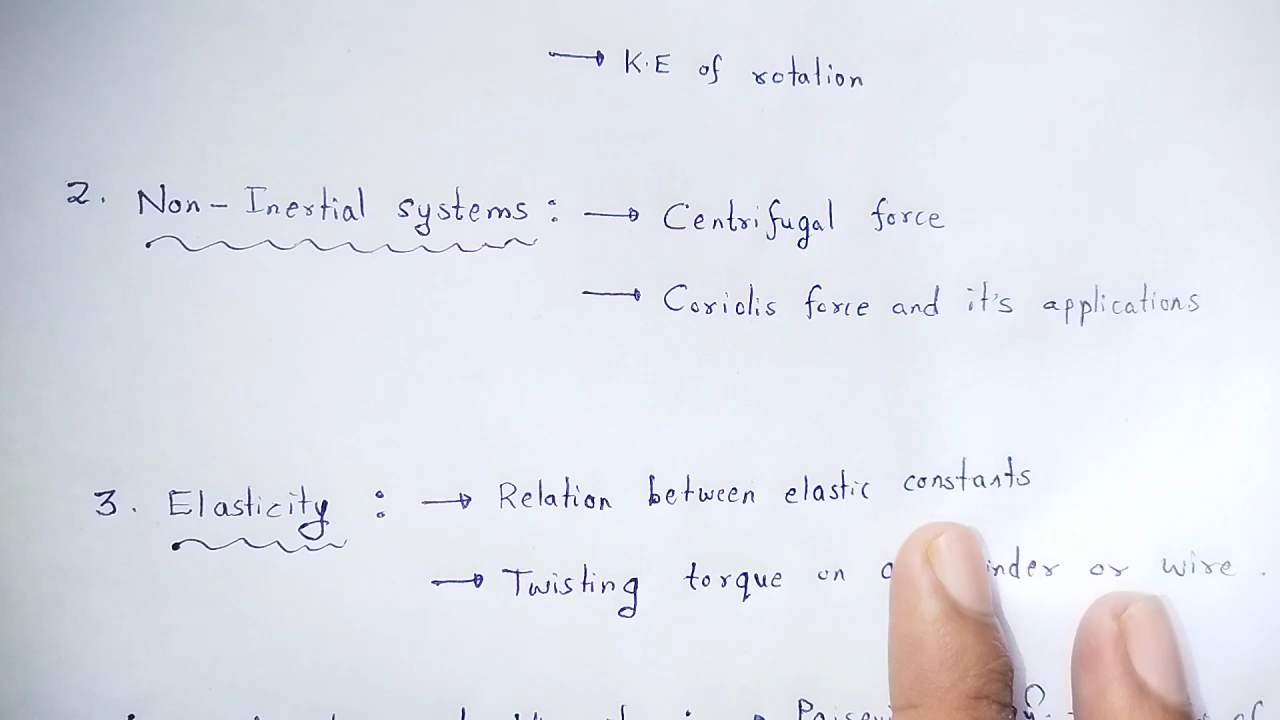 → K.E of rotation
2. Non-Inertial systems : → Centrifugal force
→ Coriolis force and it's applications
3. Elasticity : → Relation between elastic constants
→ Twisting torque on or wire.